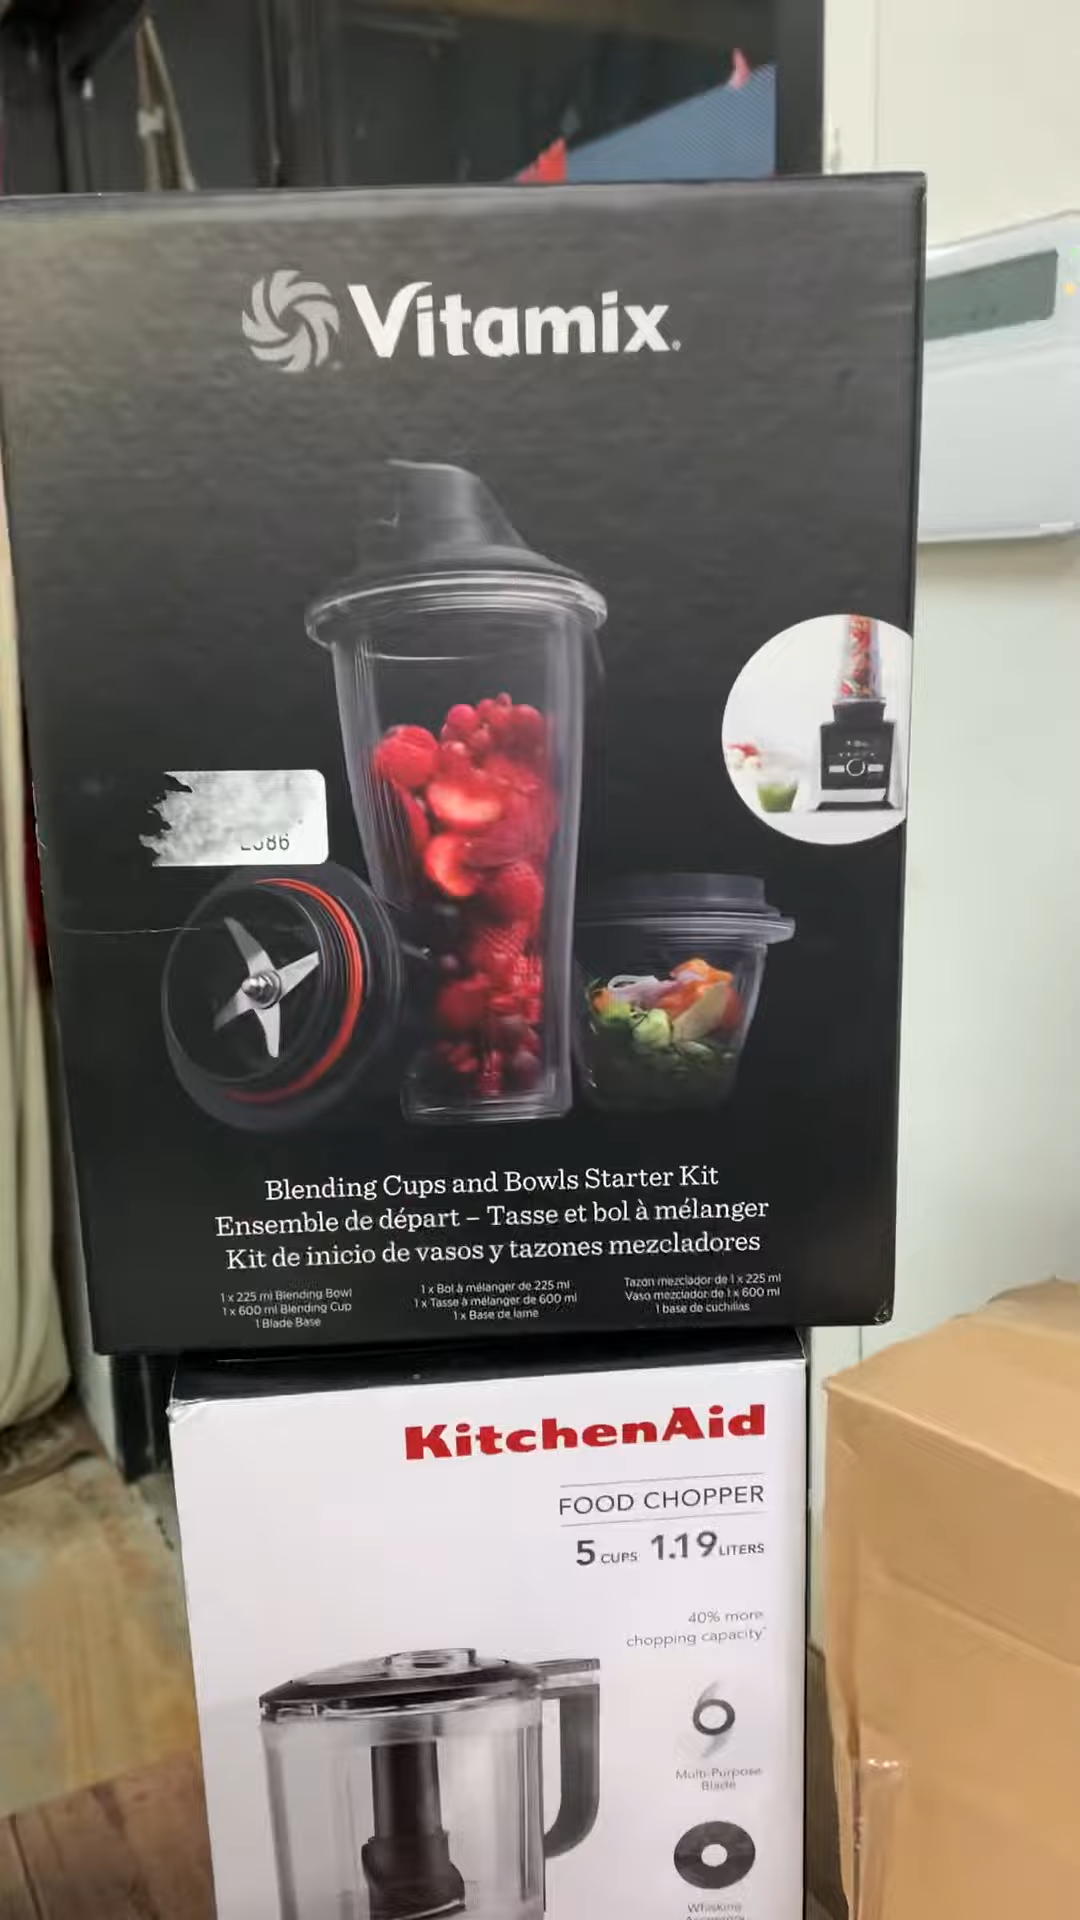 Vitamix
Blending Cups and Bowls Starter Kit
Ensemble de départ – Tasse et bol à mélanger
Kit de inicio de vasos y tazones mezcladores
1 x 225 ml Blending Bowl
1 x 600 ml Blending Cup
1 Blade Base
1 x Bol à mélanger de 225 ml
1 x Tasse à mélanger de 600 ml
1 x Base de lame
Tazón mezclador de 1 x 225 ml
Vaso mezclador de 1 x 600 ml
1 base de cuchillas
KitchenAid
FOOD CHOPPER
5 CUPS 1.19 LITERS
40% more
chopping capacity*
Multi-Purpose
Blade
Whisking